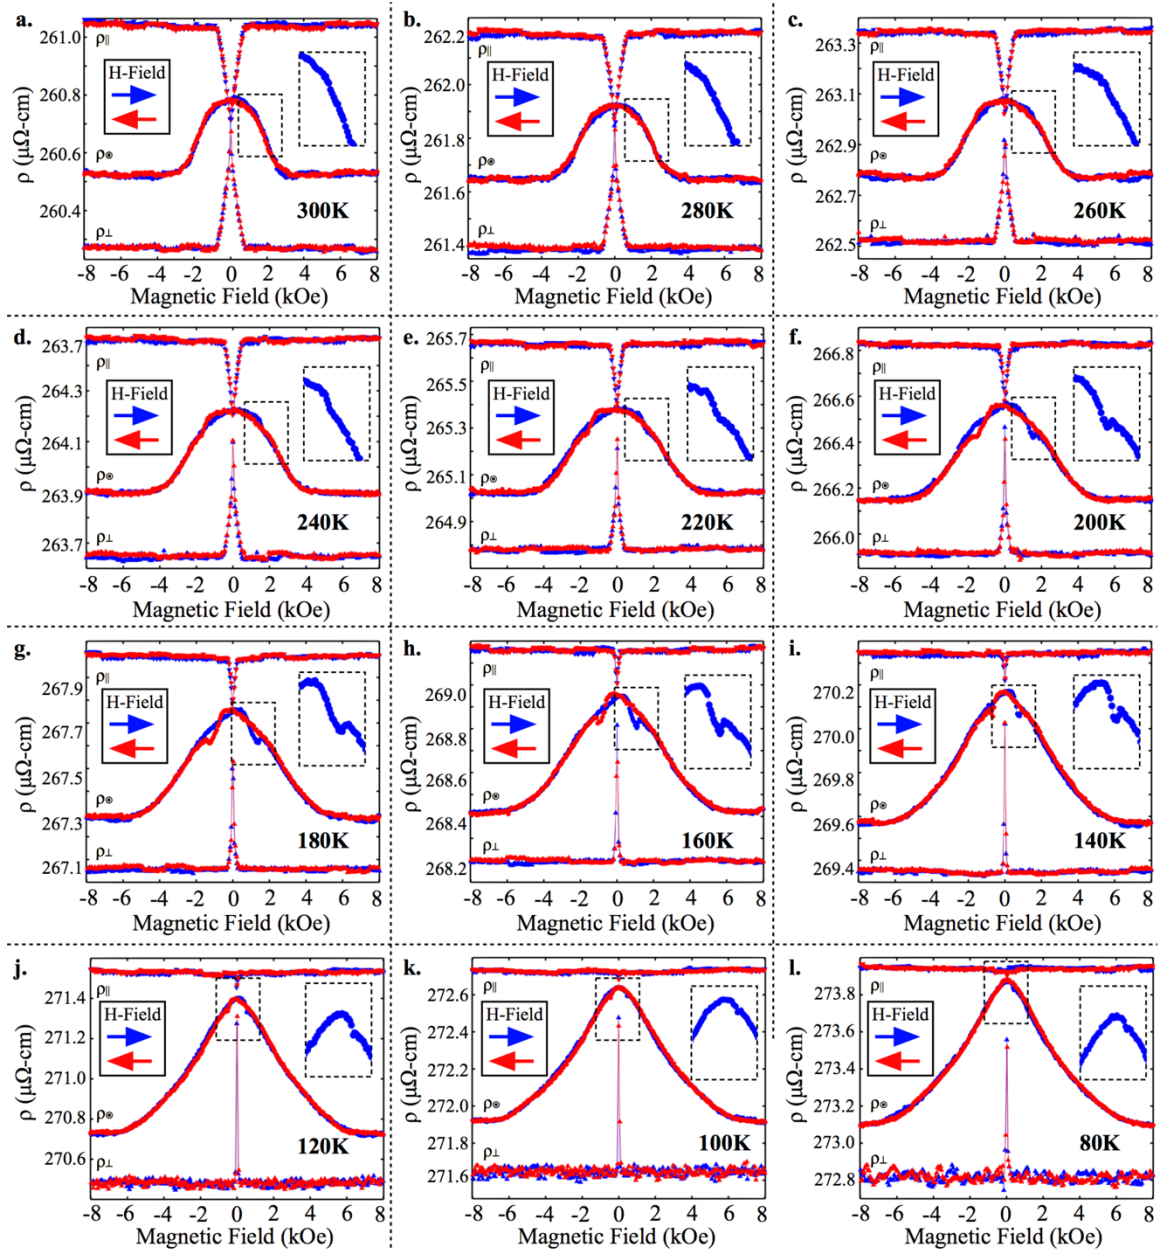 a.
ρ (μΩ-cm)
261.0
260.8
260.6
260.4
ρ∥
H-Field
ρ⊙
ρ⊥
300K
-8 -6 -4 -2 0 2 4 6 8
Magnetic Field (kOe)
b.
ρ (μΩ-cm)
262.2
262.0
261.8
261.6
261.4
ρ∥
H-Field
ρ⊙
ρ⊥
280K
-8 -6 -4 -2 0 2 4 6 8
Magnetic Field (kOe)
c.
ρ (μΩ-cm)
263.3
263.1
262.9
262.7
262.5
ρ∥
H-Field
ρ⊙
ρ⊥
260K
-8 -6 -4 -2 0 2 4 6 8
Magnetic Field (kOe)
d.
ρ (μΩ-cm)
263.7
264.3
264.1
263.9
263.7
ρ∥
H-Field
ρ⊙
ρ⊥
240K
-8 -6 -4 -2 0 2 4 6 8
Magnetic Field (kOe)
e.
ρ (μΩ-cm)
265.7
265.5
265.3
265.1
264.9
ρ∥
H-Field
ρ⊙
ρ⊥
220K
-8 -6 -4 -2 0 2 4 6 8
Magnetic Field (kOe)
f.
ρ (μΩ-cm)
266.8
266.6
266.4
266.2
266.0
ρ∥
H-Field
ρ⊙
ρ⊥
200K
-8 -6 -4 -2 0 2 4 6 8
Magnetic Field (kOe)
g.
ρ (μΩ-cm)
267.9
267.7
267.5
267.3
267.1
ρ∥
H-Field
ρ⊙
ρ⊥
180K
-8 -6 -4 -2 0 2 4 6 8
Magnetic Field (kOe)
h.
ρ (μΩ-cm)
269.0
268.8
268.6
268.4
268.2
ρ∥
H-Field
ρ⊙
ρ⊥
160K
-8 -6 -4 -2 0 2 4 6 8
Magnetic Field (kOe)
i.
ρ (μΩ-cm)
270.2
270.0
269.8
269.6
269.4
ρ∥
H-Field
ρ⊙
ρ⊥
140K
-8 -6 -4 -2 0 2 4 6 8
Magnetic Field (kOe)
j.
ρ (μΩ-cm)
271.4
271.2
271.0
270.8
270.6
ρ∥
H-Field
ρ⊙
ρ⊥
120K
-8 -6 -4 -2 0 2 4 6 8
Magnetic Field (kOe)
k.
ρ (μΩ-cm)
272.6
272.4
272.2
272.0
271.8
271.6
ρ∥
H-Field
ρ⊙
ρ⊥
100K
-8 -6 -4 -2 0 2 4 6 8
Magnetic Field (kOe)
l.
ρ (μΩ-cm)
273.8
273.6
273.4
273.2
273.0
272.8
ρ∥
H-Field
ρ⊙
ρ⊥
80K
-8 -6 -4 -2 0 2 4 6 8
Magnetic Field (kOe)